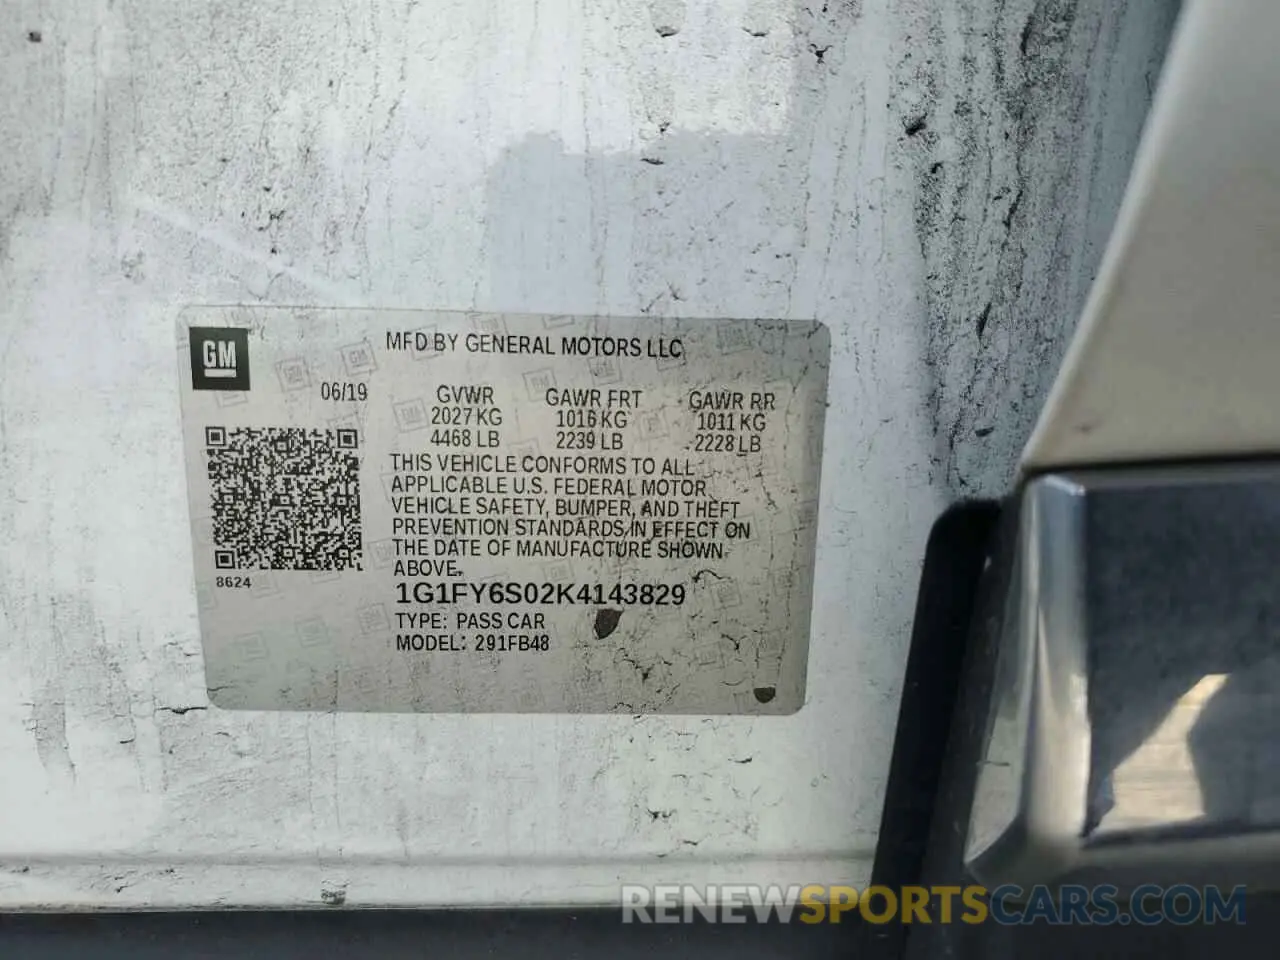 GM
MFD BY GENERAL MOTORS LLC
06/19
GVWR GAWR FRT GAWR RR
2027 KG 1016 KG 1011 KG
4468 LB 2239 LB 2228 LB
THIS VEHICLE CONFORMS TO ALL
APPLICABLE U.S. FEDERAL MOTOR
VEHICLE SAFETY, BUMPER, AND THEFT
PREVENTION STANDARDS IN EFFECT ON
THE DATE OF MANUFACTURE SHOWN
ABOVE.
8624
1G1FY6S02K4143829
TYPE: PASS CAR
MODEL: 291FB48
RENEWSPORTSCARS.COM